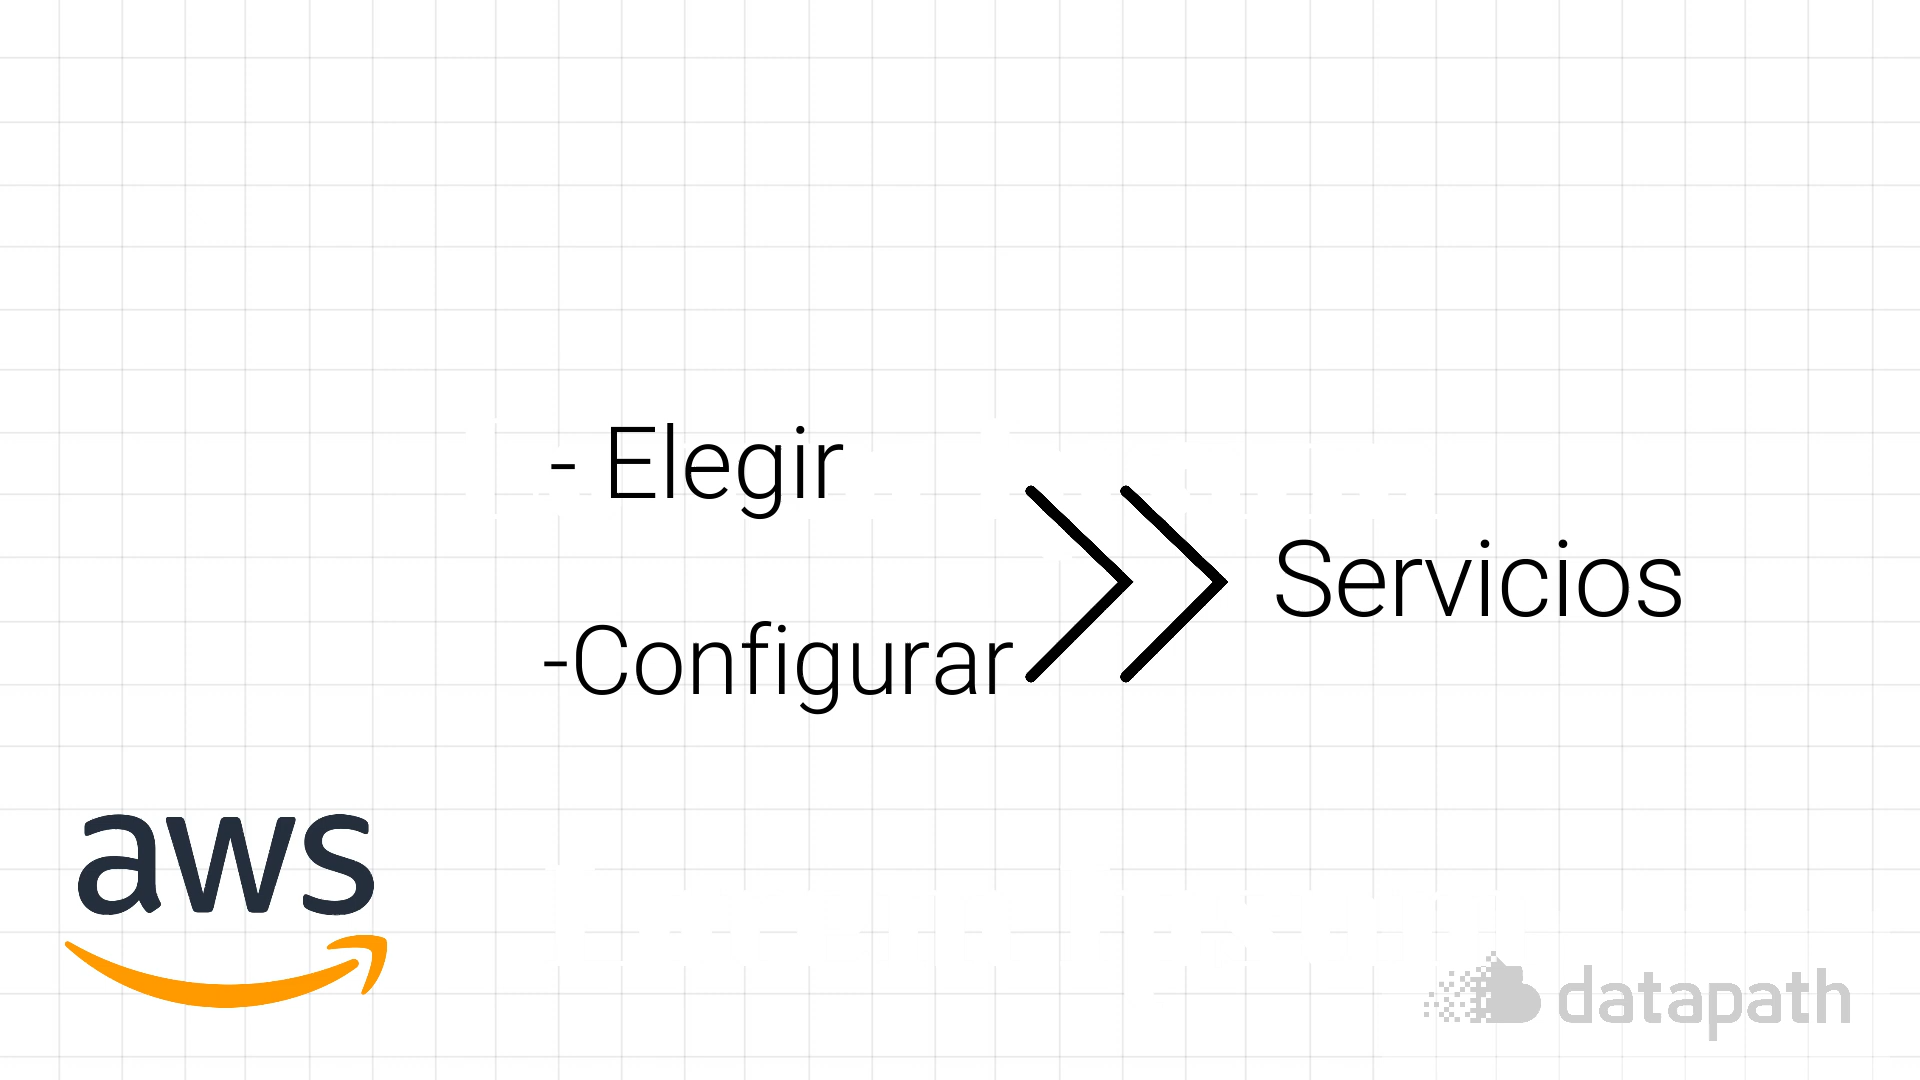 - Elegir
-Configurar
Servicios
aws
datapath